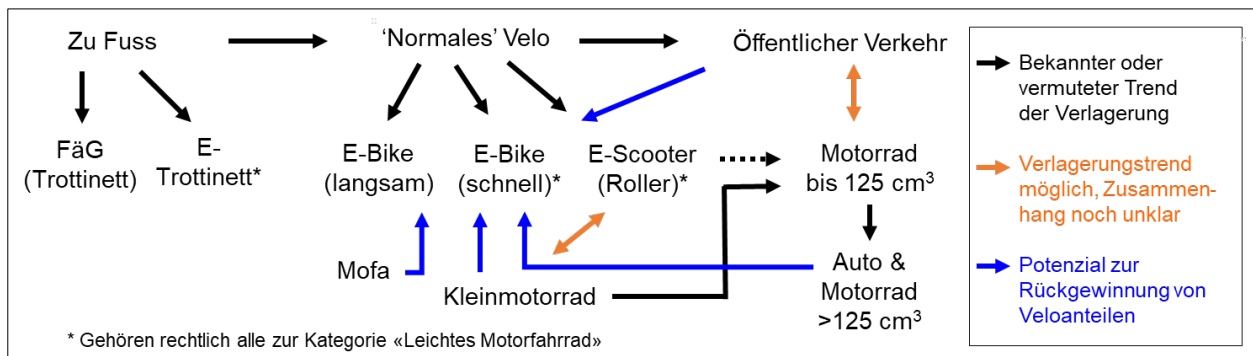 Zu Fuss
‘Normales’ Velo
Öffentlicher Verkehr
FäG
(Trottinett)
E-
Trottinett*
E-Bike
(langsam)
E-Bike
(schnell)*
E-Scooter
(Roller)*
Motorrad
bis 125 cm³
Mofa
Kleinmotorrad
Auto &
Motorrad
>125 cm³
* Gehören rechtlich alle zur Kategorie «Leichtes Motorfahrrad»
Bekannter oder
vermuteter Trend
der Verlagerung
Verlagerungstrend
möglich, Zusammen-
hang noch unklar
Potenzial zur
Rückgewinnung von
Veloanteilen